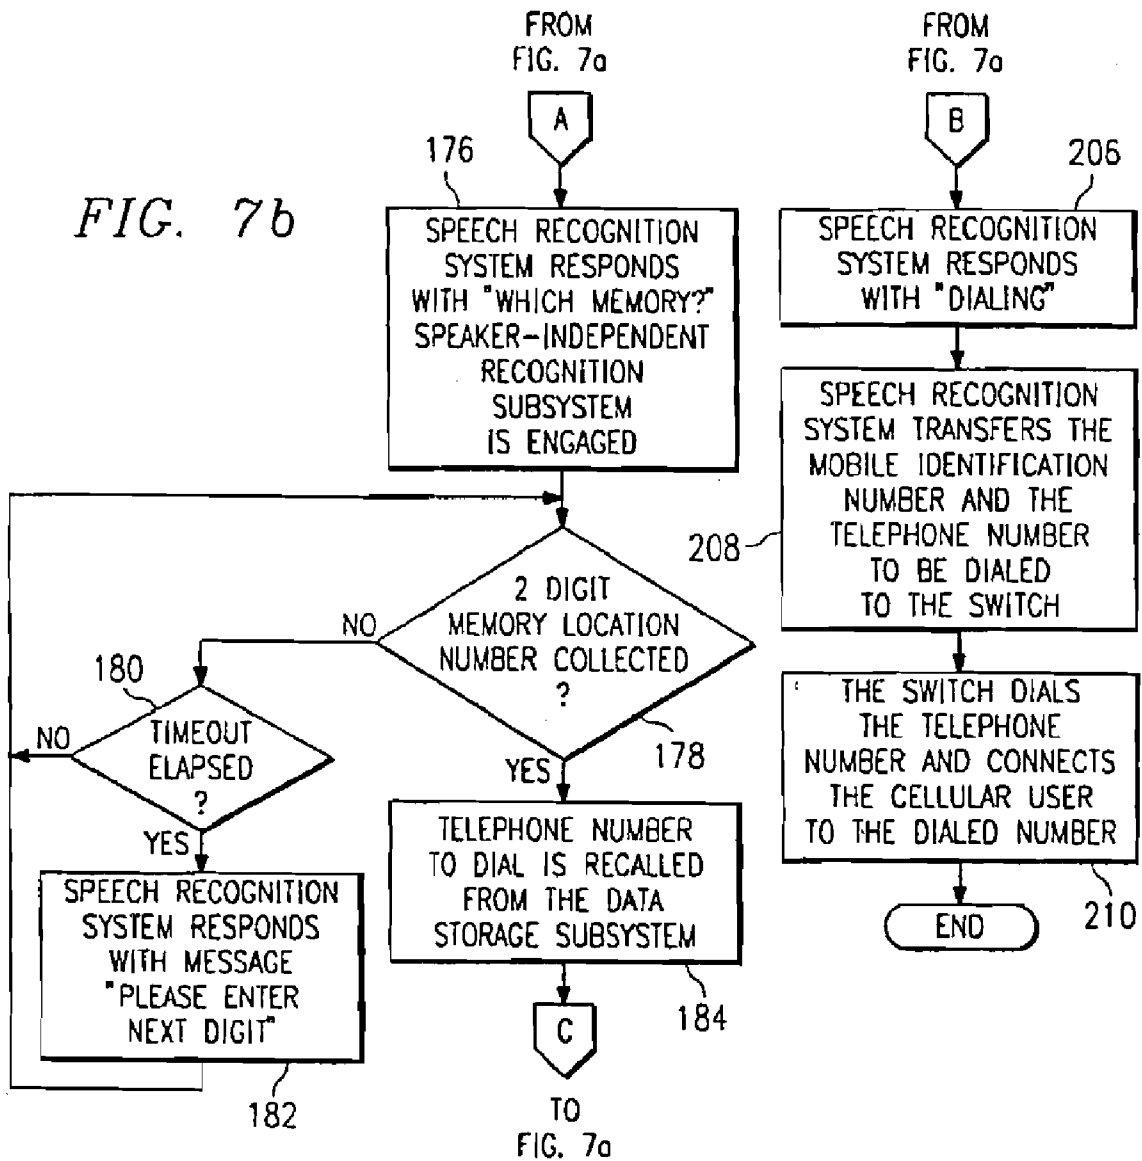 FROM
FIG. 7a
A
176
FIG. 7b
SPEECH RECOGNITION
SYSTEM RESPONDS
WITH "WHICH MEMORY?"
SPEAKER-INDEPENDENT
RECOGNITION
SUBSYSTEM
IS ENGAGED
2 DIGIT
MEMORY LOCATION
NUMBER COLLECTED
?
178
NO
180
TIMEOUT
ELAPSED
?
NO
YES
SPEECH RECOGNITION
SYSTEM RESPONDS
WITH MESSAGE
"PLEASE ENTER
NEXT DIGIT"
182
YES
TELEPHONE NUMBER
TO DIAL IS RECALLED
FROM THE DATA
STORAGE SUBSYSTEM
184
C
TO
FIG. 7a
FROM
FIG. 7a
B
206
SPEECH RECOGNITION
SYSTEM RESPONDS
WITH "DIALING"
SPEECH RECOGNITION
SYSTEM TRANSFERS THE
MOBILE IDENTIFICATION
NUMBER AND THE
TELEPHONE NUMBER
TO BE DIALED
TO THE SWITCH
208
THE SWITCH DIALS
THE TELEPHONE
NUMBER AND CONNECTS
THE CELLULAR USER
TO THE DIALED NUMBER
210
END